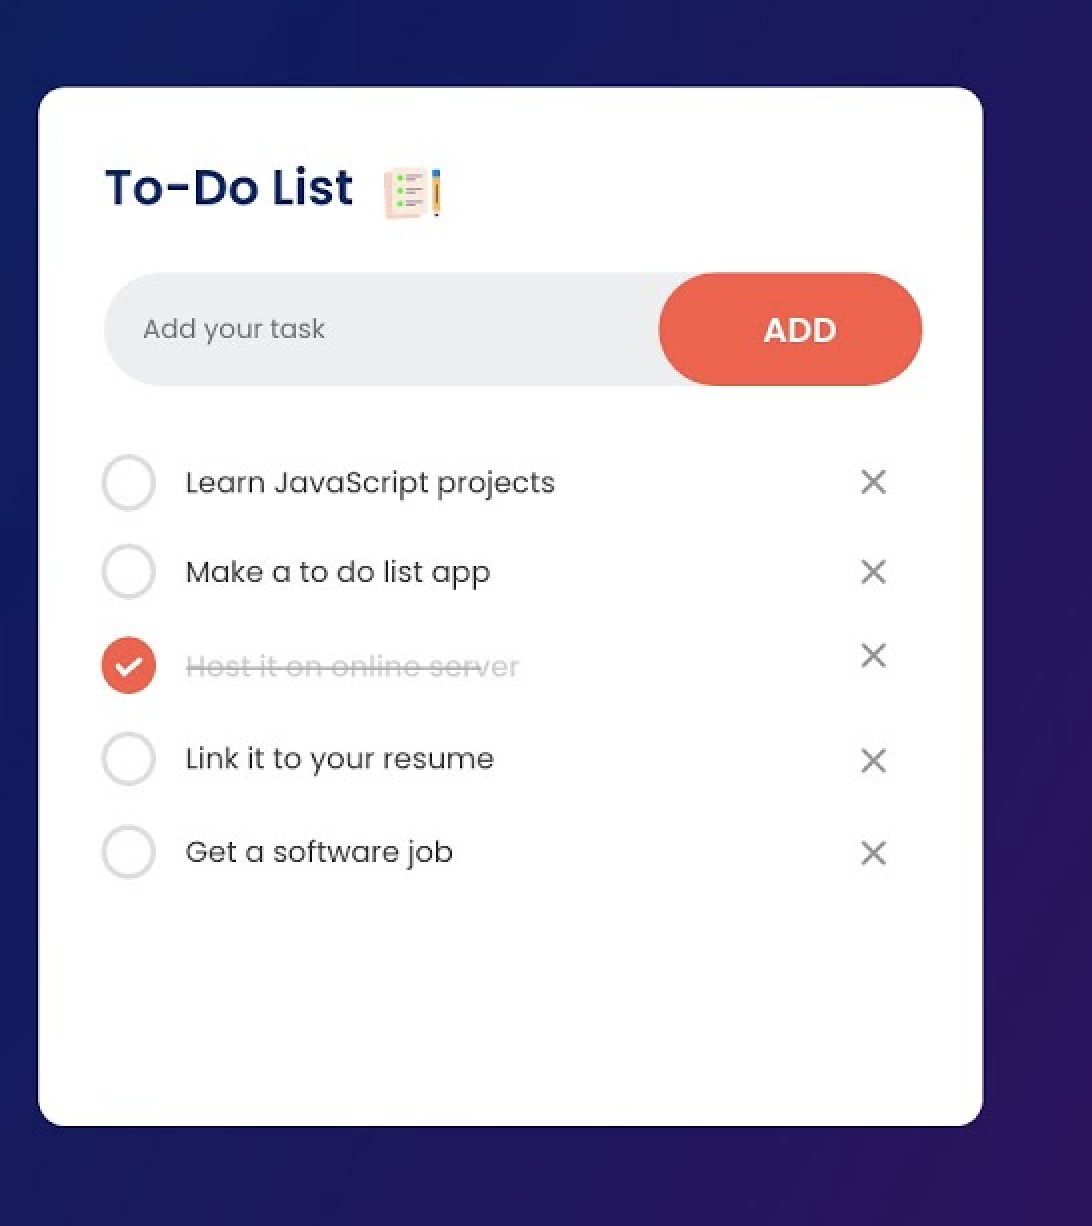 To-Do List
Add your task
ADD
Learn JavaScript projects
Make a to do list app
Host it on online server
Link it to your resume
Get a software job